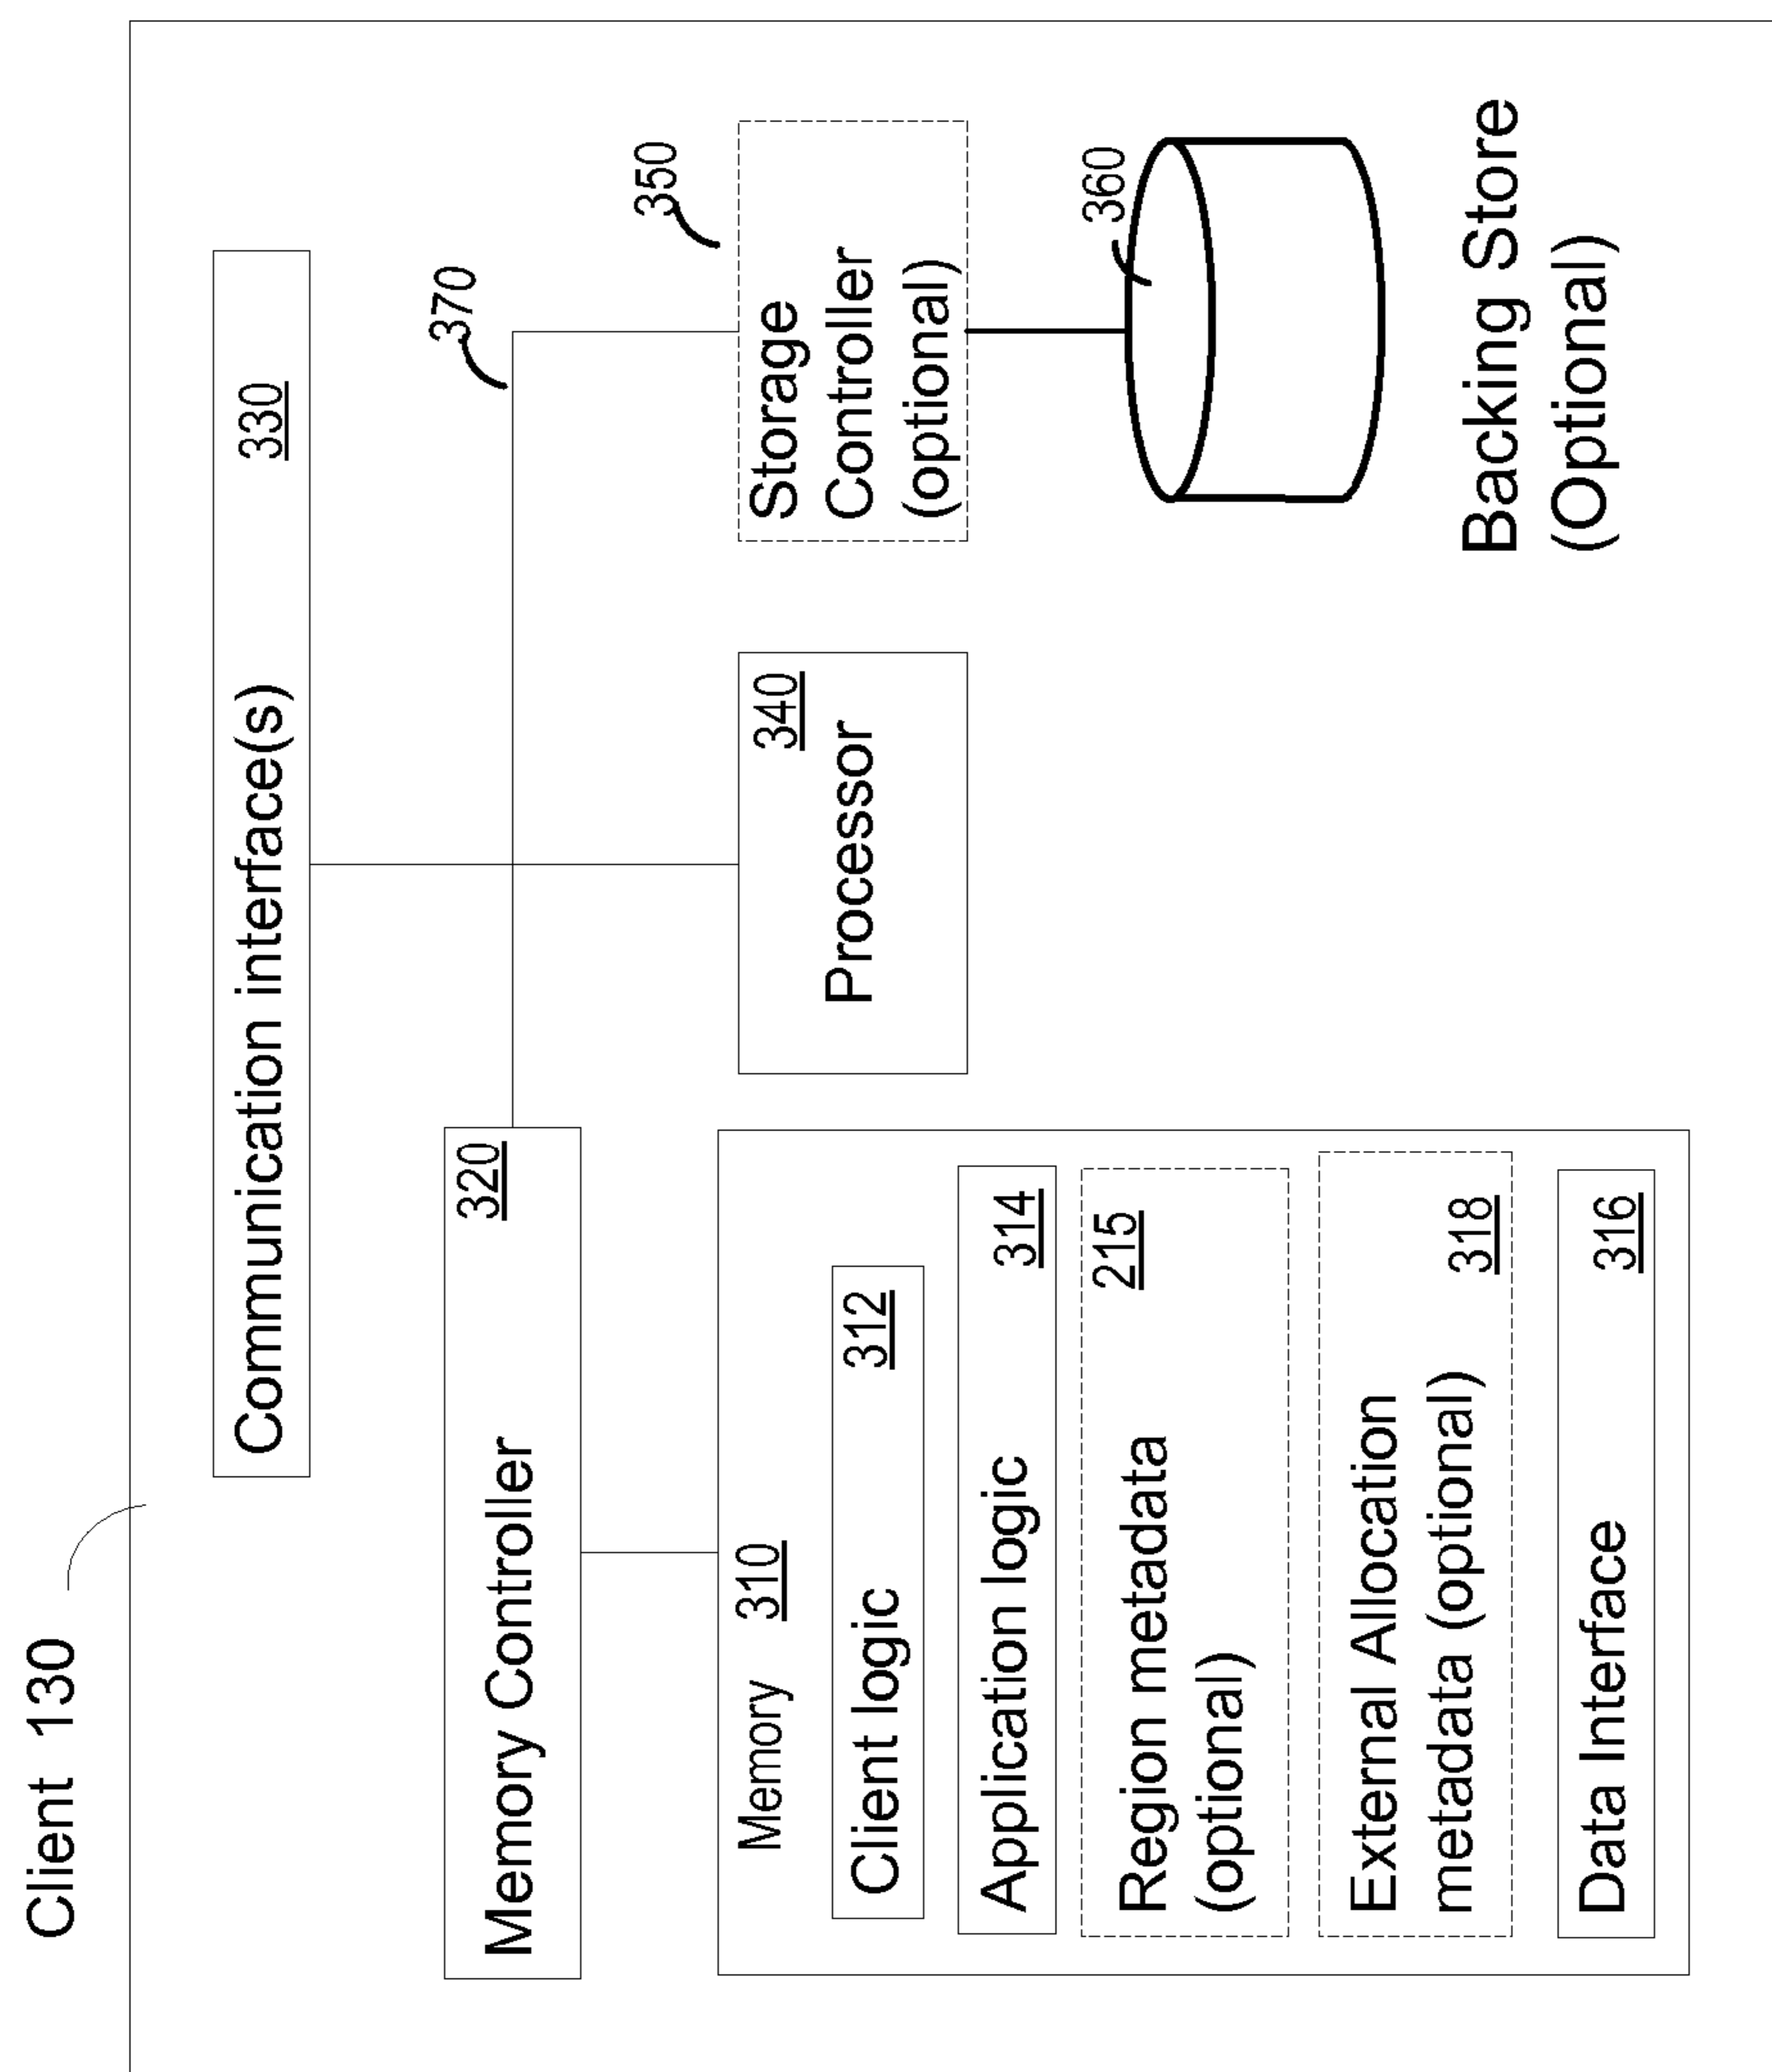 Client 130
Communication interface(s) 330
370
Memory Controller 320
350
Memory 310
Client logic 312
Application logic 314
Region metadata 215
(optional)
External Allocation
metadata (optional) 318
Data Interface 316
340
Processor
Storage
Controller
(optional)
360
Backing Store
(Optional)